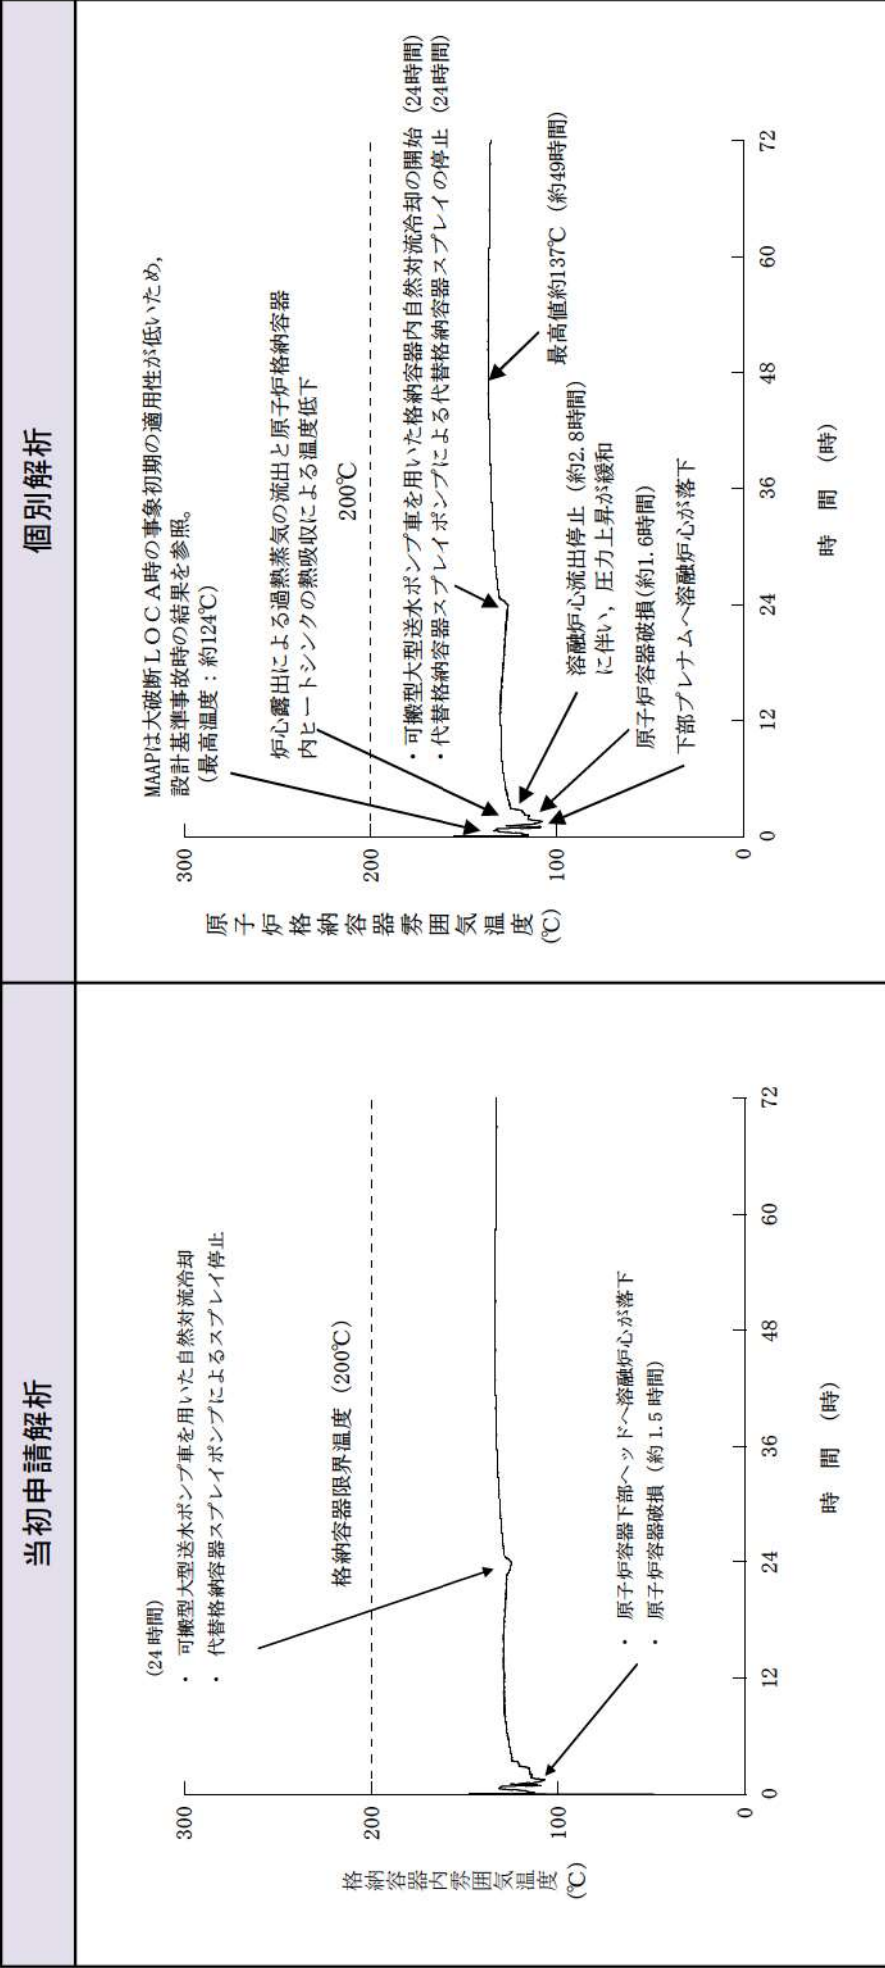 当初申請解析
(24 時間)
・ 可搬型大型送水ポンプ車を用いた自然対流冷却
・ 代替格納容器スプレイポンプによるスプレイ停止
格納容器限界温度（200℃）
・ 原子炉容器下部ヘッドへ溶融炉心が落下
・ 原子炉容器破損（約 1.5 時間）
格納容器内雰囲気温度
(℃)
300
200
100
0
0
12
24
36
48
60
72
時 間 (時)
個別解析
MAAPは大破断ＬＯＣＡ時の事象初期の適用性が低いため，
設計基準事故時の結果を参照。
（最高温度：約124℃）
炉心露出による過熱蒸気の流出と原子炉格納容器
内ヒートシンクの熱吸収による温度低下
200℃
・可搬型大型送水ポンプ車を用いた格納容器内自然対流冷却の開始（24時間）
・代替格納容器スプレイポンプによる代替格納容器スプレイの停止（24時間）
最高値約137℃（約49時間）
溶融炉心流出停止（約2.8時間）
に伴い，圧力上昇が緩和
原子炉容器破損(約1.6時間)
下部プレナムへ溶融炉心が落下
原子炉格納容器雰囲気温度
(℃)
300
200
100
0
0
12
24
36
48
60
72
時 間 (時)